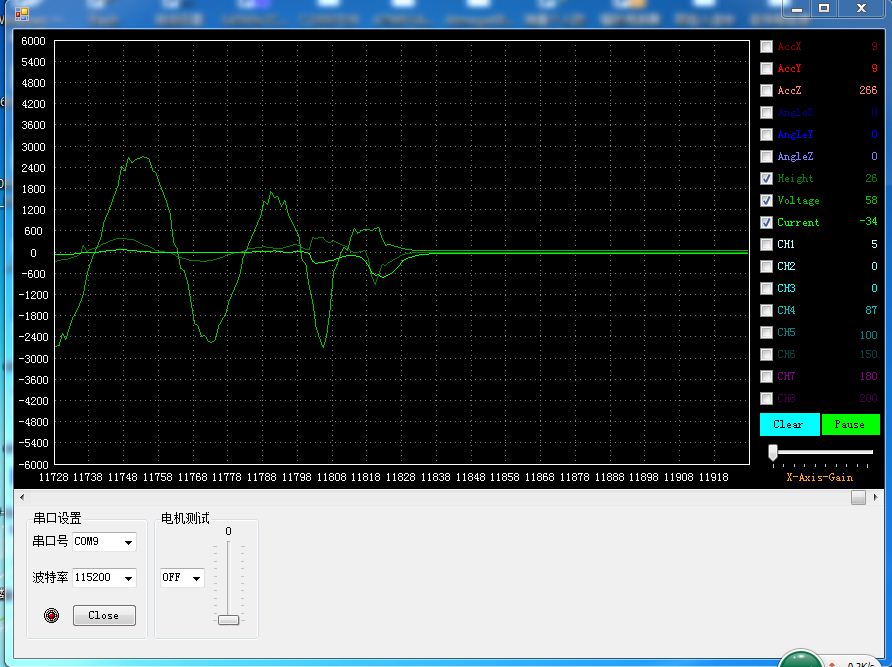 6000
5400
4800
4200
3600
3000
2400
1800
1200
600
0
-600
-1200
-1800
-2400
-3000
-3600
-4200
-4800
-5400
-6000
11728 11738 11748 11758 11768 11778 11788 11798 11808 11818 11828 11838 11848 11858 11868 11878 11888 11898 11908 11918
AccX 9
AccY 9
AccZ 266
AngleX 0
AngleY 0
AngleZ 0
Height 26
Voltage 58
Current -34
CH1 5
CH2 0
CH3 0
CH4 87
CH5 100
CH6 150
CH7 180
CH8 200
Clear Pause
X-Axis-Gain
串口设置
串口号 COM9
波特率 115200
Close
电机测试
0
OFF